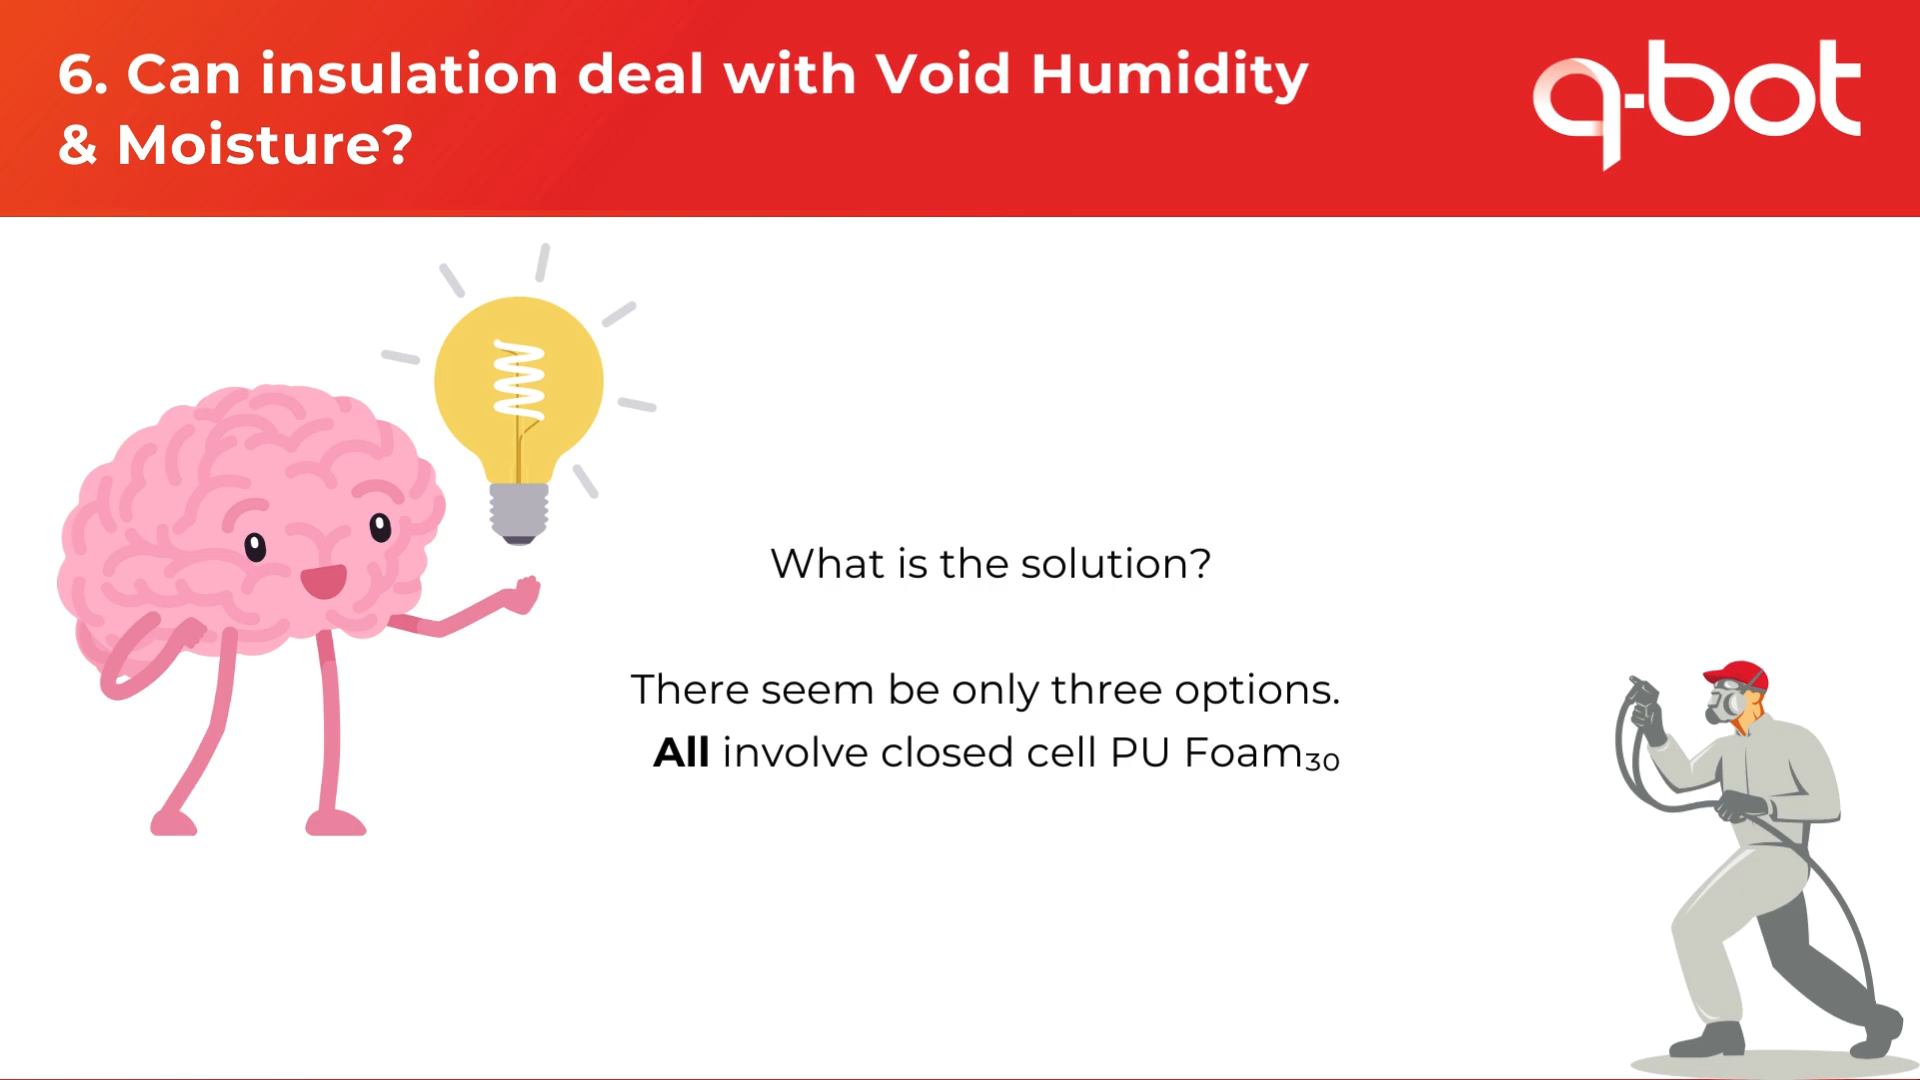 6. Can insulation deal with Void Humidity
& Moisture?
q-bot
What is the solution?
There seem be only three options.
All involve closed cell PU Foam₃₀